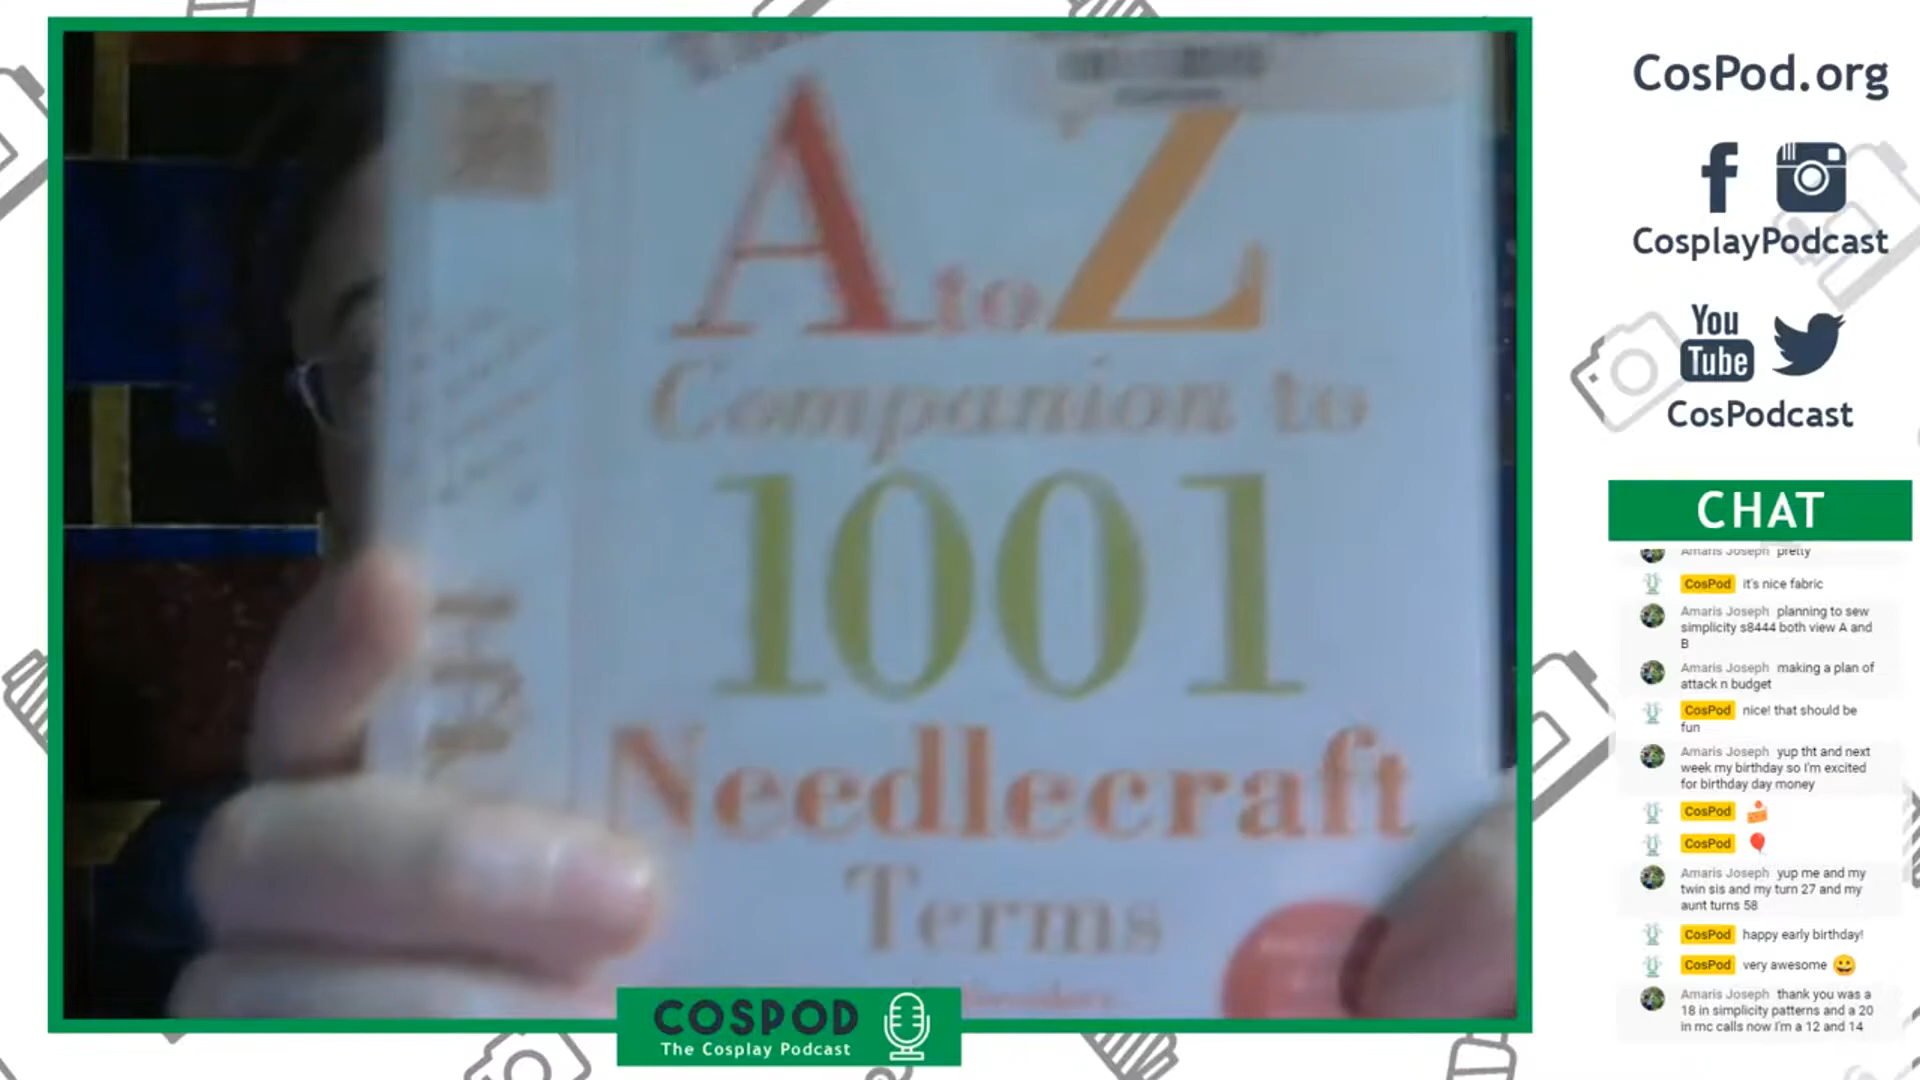 A to Z
Companion to
1001
Needlecraft
Terms
COSPOD
The Cosplay Podcast
CosPod.org
CosplayPodcast
You
Tube
CosPodcast
CHAT
Amaris Joseph pretty
CosPod it's nice fabric
Amaris Joseph planning to sew
simplicity s8444 both view A and
B
Amaris Joseph making a plan of
attack n budget
CosPod nice! that should be
fun
Amaris Joseph yup tht and next
week my birthday so I'm excited
for birthday day money
CosPod
CosPod
Amaris Joseph yup me and my
twin sis and my turn 27 and my
aunt turns 58
CosPod happy early birthday!
CosPod very awesome
Amaris Joseph thank you was a
18 in simplicity patterns and a 20
in mc calls now I'm a 12 and 14